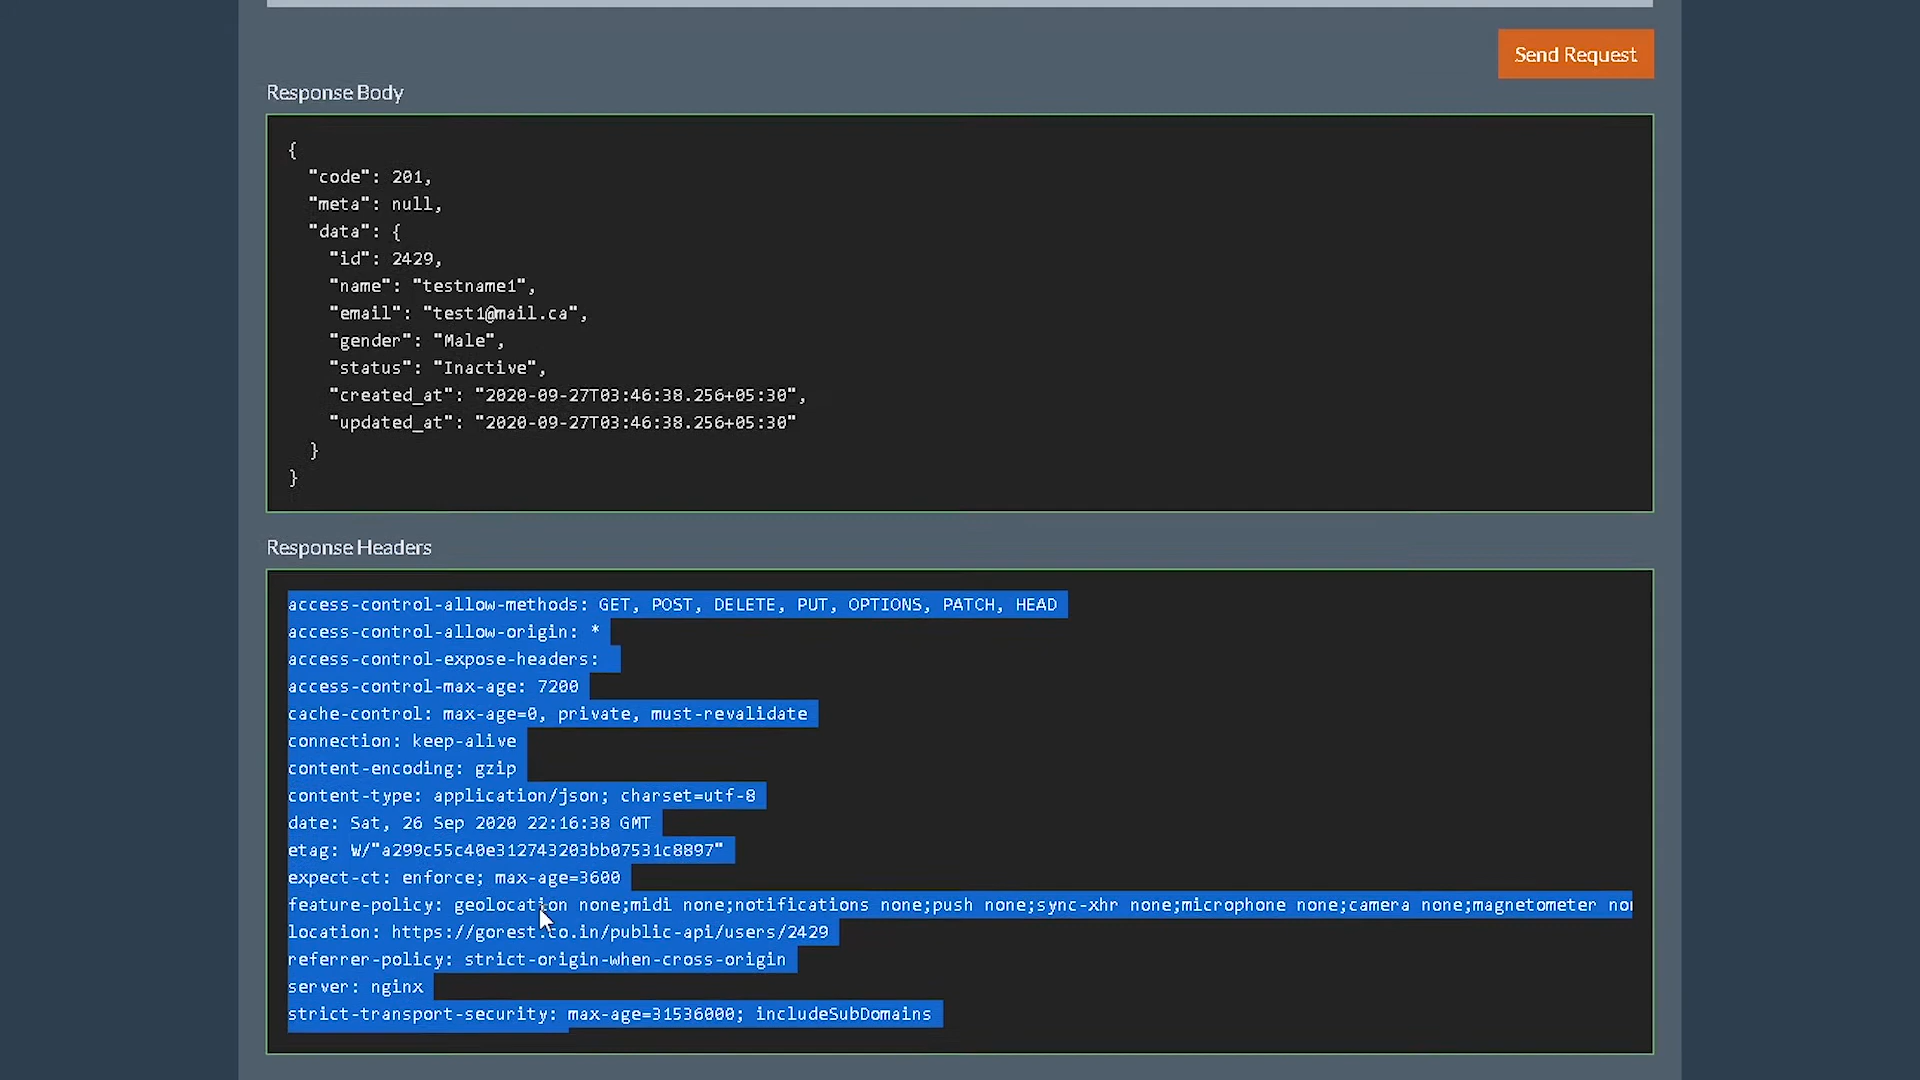 Send Request
Response Body
{
"code": 201,
"meta": null,
"data": {
"id": 2429,
"name": "testname1",
"email": "test1@mail.ca",
"gender": "Male",
"status": "Inactive",
"created_at": "2020-09-27T03:46:38.256+05:30",
"updated_at": "2020-09-27T03:46:38.256+05:30"
}
}
Response Headers
access-control-allow-methods: GET, POST, DELETE, PUT, OPTIONS, PATCH, HEAD
access-control-allow-origin: *
access-control-expose-headers:
access-control-max-age: 7200
cache-control: max-age=0, private, must-revalidate
connection: keep-alive
content-encoding: gzip
content-type: application/json; charset=utf-8
date: Sat, 26 Sep 2020 22:16:38 GMT
etag: W/"a299c55c40e312743203bb07531c8897"
expect-ct: enforce; max-age=3600
feature-policy: geolocation none;midi none;notifications none;push none;sync-xhr none;microphone none;camera none;magnetometer
location: https://gorest.co.in/public-api/users/2429
referrer-policy: strict-origin-when-cross-origin
server: nginx
strict-transport-security: max-age=31536000; includeSubDomains